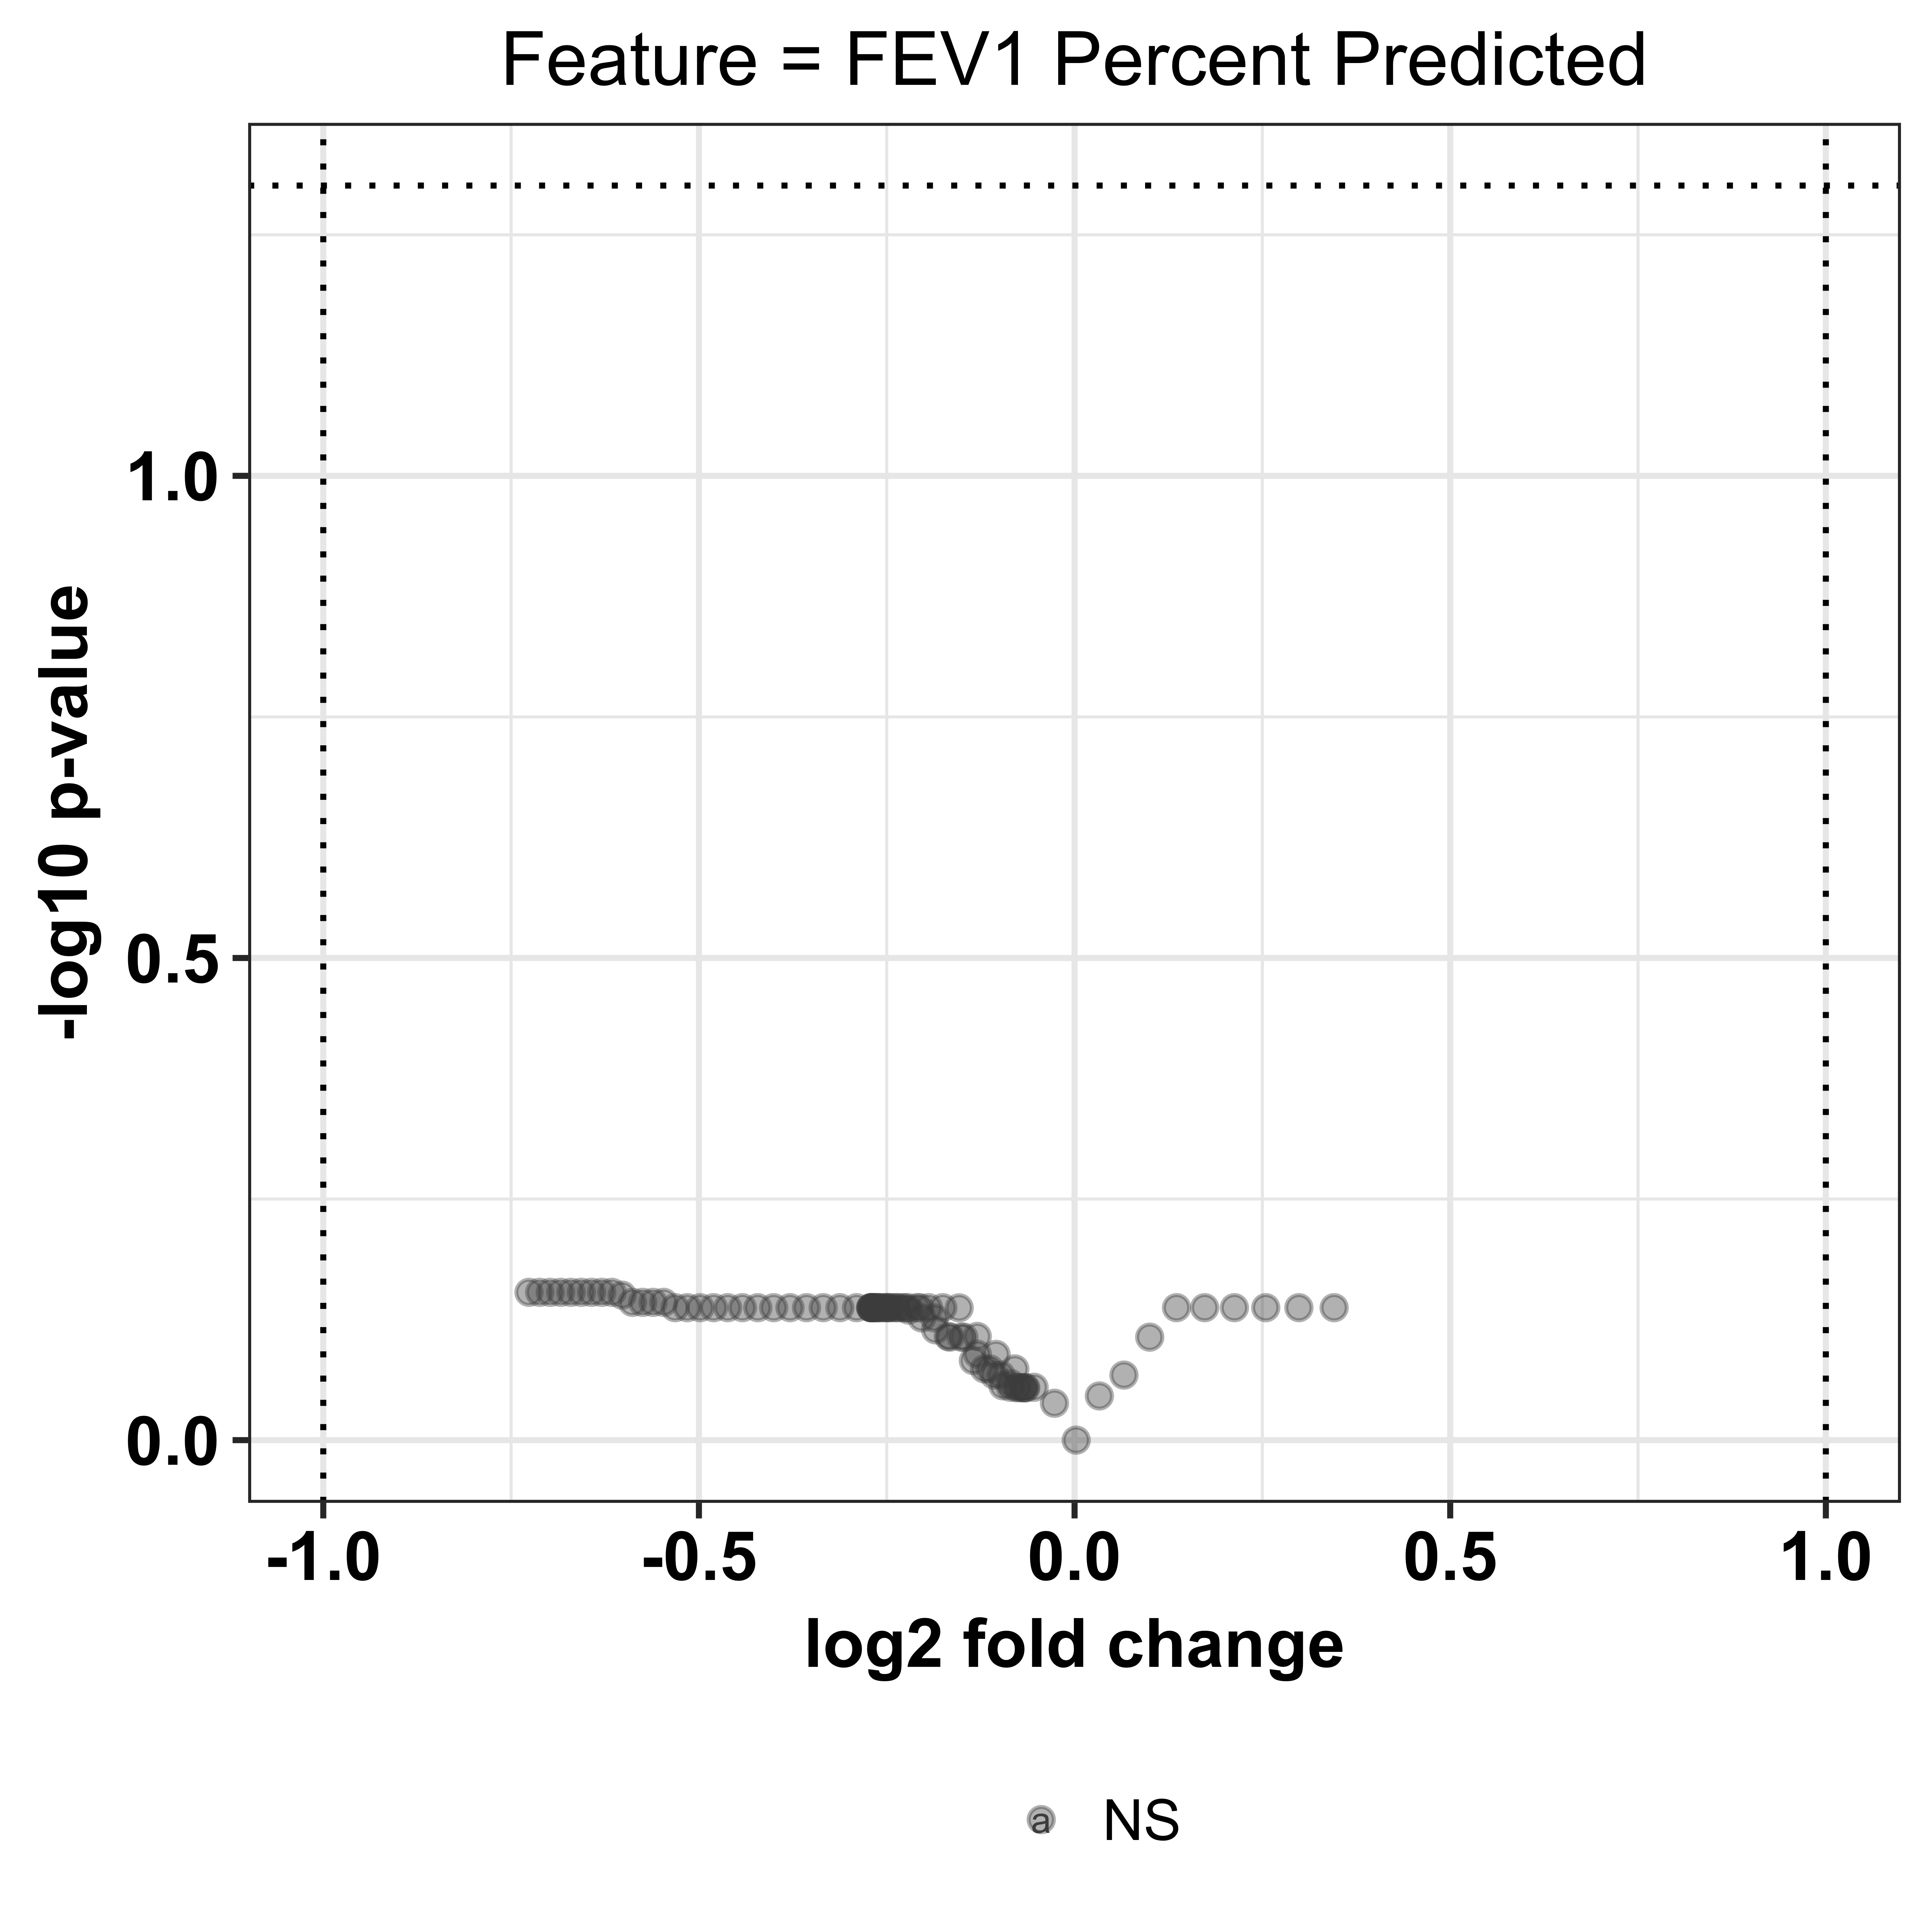 Feature = FEV1 Percent Predicted
-log10 p-value
1.0
0.5
0.0
-1.0 -0.5 0.0 0.5 1.0
log2 fold change
a NS